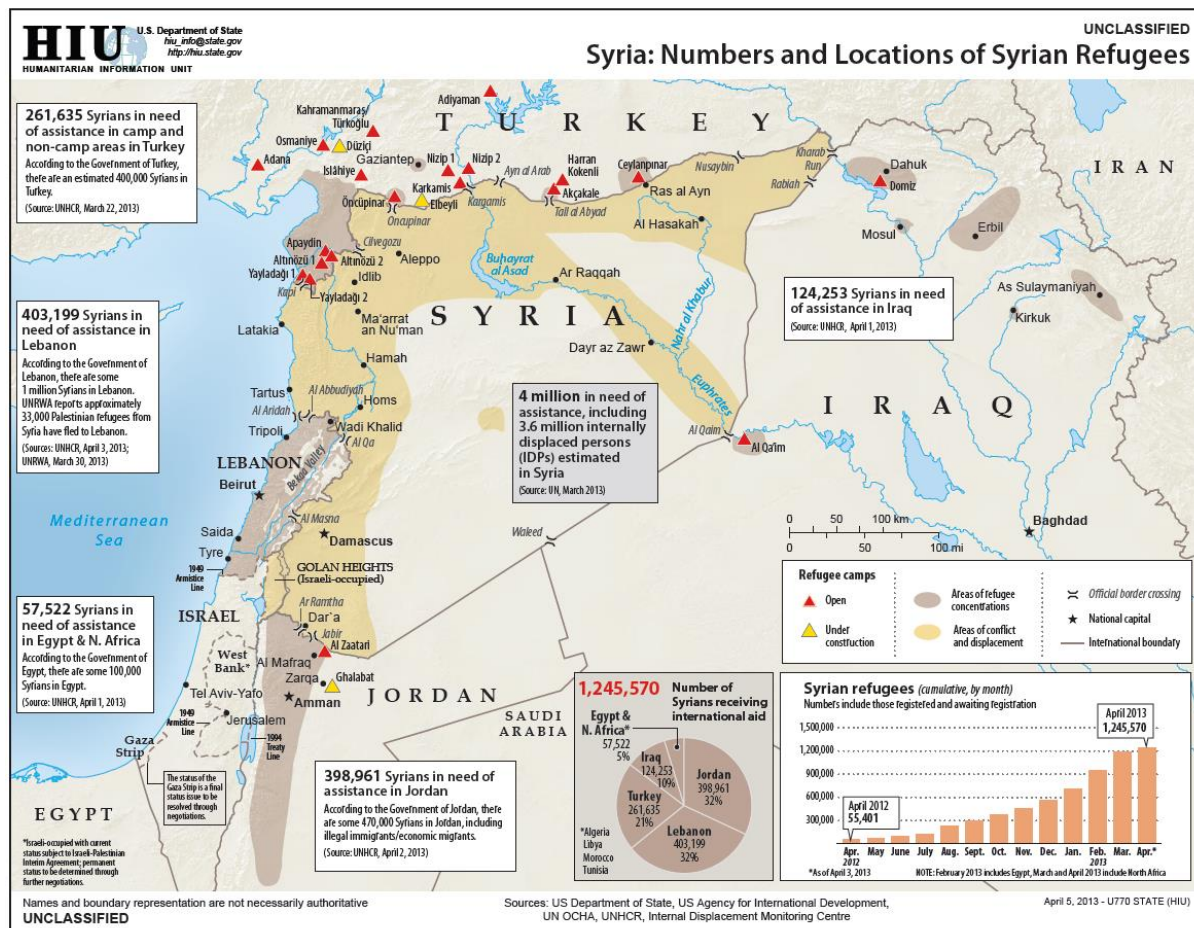 HIU
HUMANITARIAN INFORMATION UNIT
U.S. Department of State
hiu_info@state.gov
http://hiu.state.gov
UNCLASSIFIED
Syria: Numbers and Locations of Syrian Refugees
261,635 Syrians in need
of assistance in camp and
non-camp areas in Turkey
According to the Government of Turkey,
there are an estimated 400,000 Syrians in
Turkey.
(Source: UNHCR, March 22, 2013)
403,199 Syrians in
need of assistance in
Lebanon
According to the Government of
Lebanon, there are some
1 million Syrians in Lebanon.
UNRWA reports approximately
33,000 Palestinian refugees from
Syria have fled to Lebanon.
(Sources: UNHCR, April 3, 2013;
UNRWA, March 30, 2013)
57,522 Syrians in
need of assistance
in Egypt & N. Africa
According to the Government of
Egypt, there are some 100,000
Syrians in Egypt.
(Source: UNHCR, April 1, 2013)
TURKEY
Adiyaman
Kahramanmaras/
Türkoğlu
Osmaniye
Düziçi
Adana
Islâhiye
Gaziantep
Nizip 1
Nizip 2
Ayn al Arab
Harran
Kokenli
Ceylanpınar
Nusaybin
Kharab
Run
Rabiah
Karkamis
Elbeyli
Kargamis
Akçakale
Tall al Abyad
Ras al Ayn
Öncüpinar
Oncupinar
Cilvegozu
Apaydin
Altınözü 1
Altınözü 2
Yayladağı 1
Kapi
Yayladağı 2
IRAN
Dahuk
Domiz
Mosul
Erbil
As Sulaymaniyah
Kirkuk
124,253 Syrians in need
of assistance in Iraq
(Source: UNHCR, April 1, 2013)
SYRIA
Aleppo
Idlib
Al Hasakah
Buḥayrat
al Asad
Ar Raqqah
Nahr al Khabur
Ma'arrat
an Nu'man
Latakia
Dayr az Zawr
Euphrates
Hamah
Tartus
Al Abbudiyah
Homs
Al Aridah
Wadi Khalid
Tripoli
Al Qa
4 million in need of
assistance, including
3.6 million internally
displaced persons
(IDPs) estimated
in Syria
(Source: UN, March 2013)
IRAQ
Al Qaim
Al Qa'im
LEBANON
Bekaa Valley
Beirut
Mediterranean
Sea
Al Masna
Damascus
Waleed
Baghdad
Saida
Tyre
1949
Armistice
Line
GOLAN HEIGHTS
(Israeli-occupied)
ISRAEL
Ar Ramtha
Dar'a
Jabir
Al Zaatari
West
Bank*
Al Mafraq
Zarqa
Ghalabat
Tel Aviv-Yafo
Amman
JORDAN
1949
Armistice
Line
Jerusalem
Gaza
Strip
1994
Treaty
Line
SAUDI
ARABIA
The status of the
Gaza Strip is a final
status issue to be
resolved through
negotiations.
EGYPT
*Israeli-occupied with current
status subject to Israeli-Palestinian
Interim Agreement; permanent
status to be determined through
further negotiations.
398,961 Syrians in need of
assistance in Jordan
According to the Government of Jordan, there
are some 470,000 Syrians in Jordan, including
illegal immigrants/economic migrants.
(Source: UNHCR, April 2, 2013)
0 50 100 km
0 50 100 mi
Refugee camps
Open
Under
constuction
Areas of refugee
concentrations
Areas of conflict
and displacement
Official border crossing
National capital
International boundary
1,245,570
Number of
Syrians receiving
international aid
Egypt &
N. Africa*
57,522
5%
Iraq
124,253
10%
Jordan
398,961
32%
Turkey
261,635
21%
Lebanon
403,199
32%
*Algeria
Libya
Morocco
Tunisia
Syrian refugees (cumulative, by month)
Numbers include those registered and awaiting registration
1,500,000
1,200,000
900,000
600,000
300,000
April 2012
55,401
April 2013
1,245,570
Apr. May June July Aug. Sept. Oct. Nov. Dec. Jan. Feb. Mar. Apr.*
2012 2013
*As of April 3, 2013
NOTE: February 2013 includes Egypt, March and April 2013 include North Africa
Names and boundary representation are not necessarily authoritative
UNCLASSIFIED
Sources: US Department of State, US Agency for International Development,
UN OCHA, UNHCR, Internal Displacement Monitoring Centre
April 5, 2013 - U770 STATE (HIU)